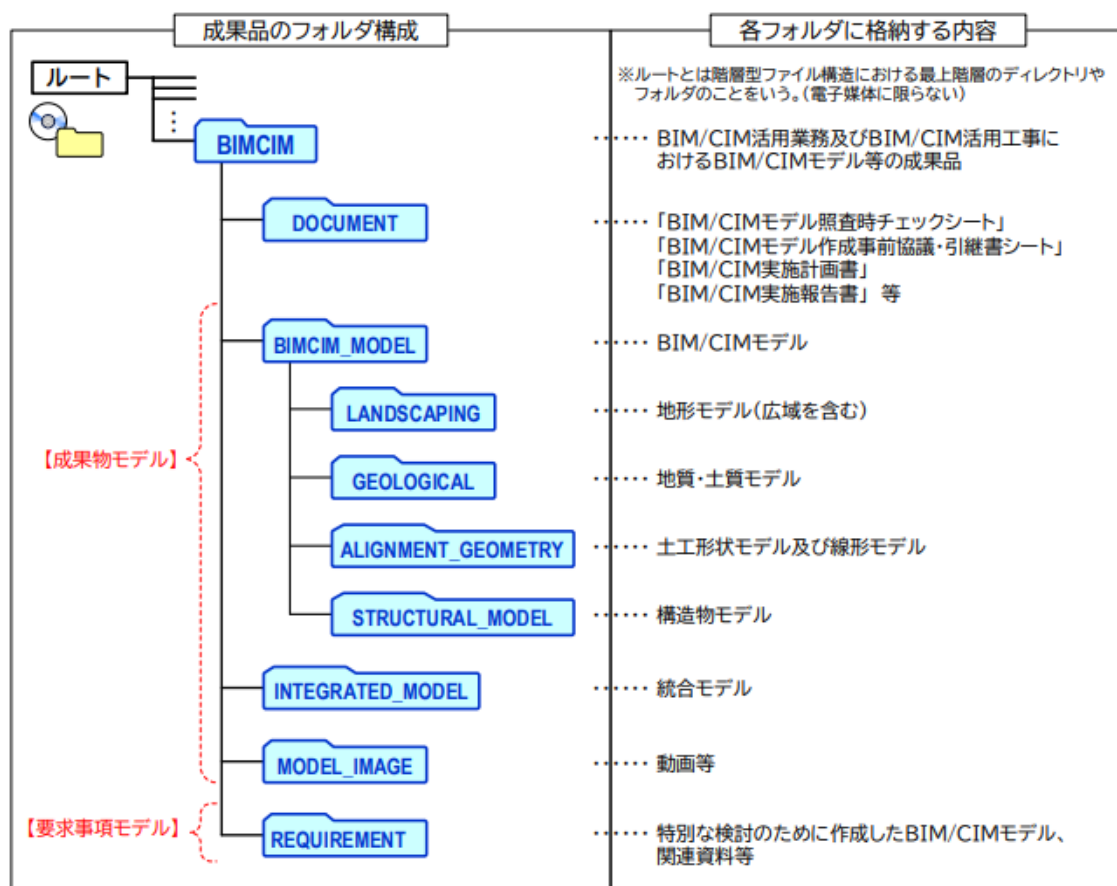 成果品のフォルダ構成
各フォルダに格納する内容
ルート
※ルートとは階層型ファイル構造における最上階層のディレクトリや
フォルダのことをいう。(電子媒体に限らない)
BIMCIM
…… BIM/CIM活用業務及びBIM/CIM活用工事に
おけるBIM/CIMモデル等の成果品
DOCUMENT
…… 「BIM/CIMモデル照査時チェックシート」
「BIM/CIMモデル作成事前協議・引継書シート」
「BIM/CIM実施計画書」
「BIM/CIM実施報告書」 等
BIMCIM_MODEL
…… BIM/CIMモデル
LANDSCAPING
…… 地形モデル(広域を含む)
【成果物モデル】
GEOLOGICAL
…… 地質・土質モデル
ALIGNMENT_GEOMETRY
…… 土工形状モデル及び線形モデル
STRUCTURAL_MODEL
…… 構造物モデル
INTEGRATED_MODEL
…… 統合モデル
MODEL_IMAGE
…… 動画等
【要求事項モデル】
REQUIREMENT
…… 特別な検討のために作成したBIM/CIMモデル、
関連資料等